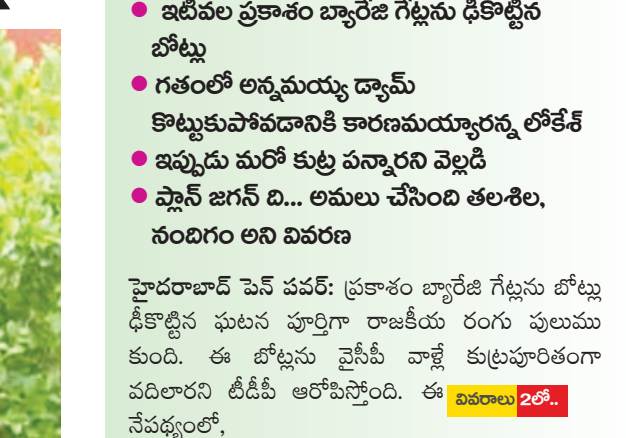 ● ఇటీవల ప్రకాశం బ్యారేజి గేట్లను ఢీకొట్టిన
బోట్లు
● గతంలో అన్నమయ్య డ్యామ్
కొట్టుకుపోవడానికి కారణమయ్యారన్న లోకేశ్
● ఇప్పుడు మరో కుట్ర పన్నారని వెల్లడి
● ప్లాన్ జగన్ ది... అమలు చేసింది తలశిల,
నందిగం అని వివరణ
హైదరాబాద్ పెన్ పవర్: ప్రకాశం బ్యారేజి గేట్లను బోట్లు
ఢీకొట్టిన ఘటన పూర్తిగా రాజకీయ రంగు పులుము
కుంది. ఈ బోట్లను వైసీపీ వాళ్లే కుట్రపూరితంగా
వదిలారని టీడీపీ ఆరోపిస్తోంది. ఈ వివరాలు 2లో..
నేపథ్యంలో,